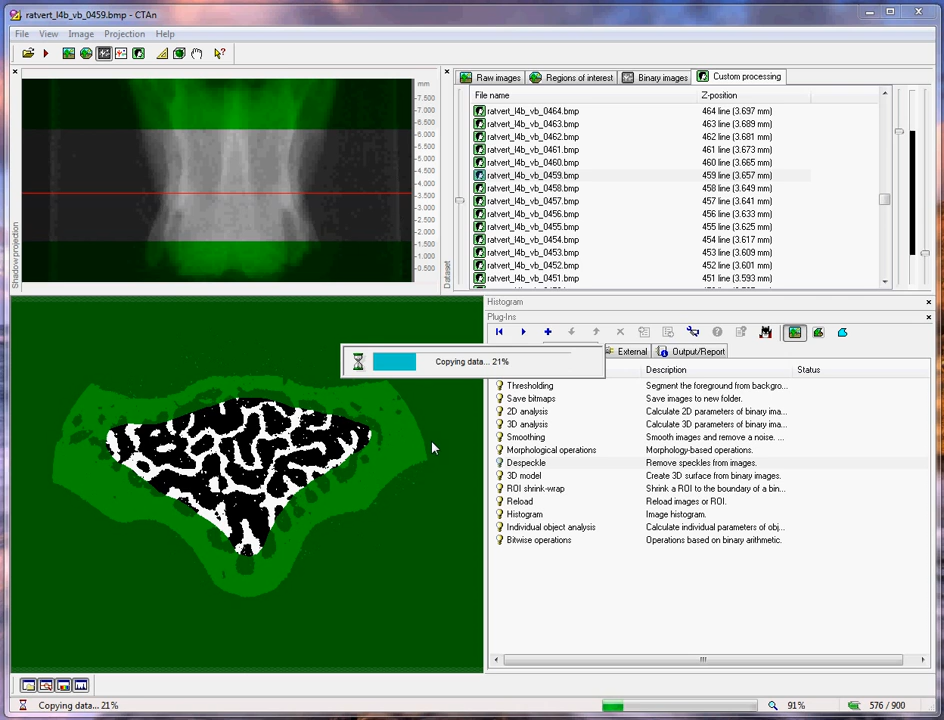 ratvert_l4b_vb_0459.bmp - CTAn
File View Image Projection Help
mm
7.500
7.000
6.500
6.000
5.500
5.000
4.500
4.000
3.500
3.000
2.500
2.000
1.500
1.000
0.500
Shadow projection
Dataset
Raw images Regions of interest Binary images Custom processing
File name Z-position
ratvert_l4b_vb_0464.bmp 464 line (3.697 mm)
ratvert_l4b_vb_0463.bmp 463 line (3.689 mm)
ratvert_l4b_vb_0462.bmp 462 line (3.681 mm)
ratvert_l4b_vb_0461.bmp 461 line (3.673 mm)
ratvert_l4b_vb_0460.bmp 460 line (3.665 mm)
ratvert_l4b_vb_0459.bmp 459 line (3.657 mm)
ratvert_l4b_vb_0458.bmp 458 line (3.649 mm)
ratvert_l4b_vb_0457.bmp 457 line (3.641 mm)
ratvert_l4b_vb_0456.bmp 456 line (3.633 mm)
ratvert_l4b_vb_0455.bmp 455 line (3.625 mm)
ratvert_l4b_vb_0454.bmp 454 line (3.617 mm)
ratvert_l4b_vb_0453.bmp 453 line (3.609 mm)
ratvert_l4b_vb_0452.bmp 452 line (3.601 mm)
ratvert_l4b_vb_0451.bmp 451 line (3.593 mm)
Histogram
Plug-Ins
External Output/Report
Copying data... 21%
Description Status
Thresholding Segment the foreground from backgro...
Save bitmaps Save images to new folder.
2D analysis Calculate 2D parameters of binary ima...
3D analysis Calculate 3D parameters of binary ima...
Smoothing Smooth images and remove a noise. ...
Morphological operations Morphology-based operations.
Despeckle Remove speckles from images.
3D model Create 3D surface from binary images.
ROI shrink-wrap Shrink a ROI to the boundary of a bin...
Reload Reload images or ROI.
Histogram Image histogram.
Individual object analysis Calculate individual parameters of obj...
Bitwise operations Operations based on binary arithmetic.
Copying data... 21% 91% 576 / 900